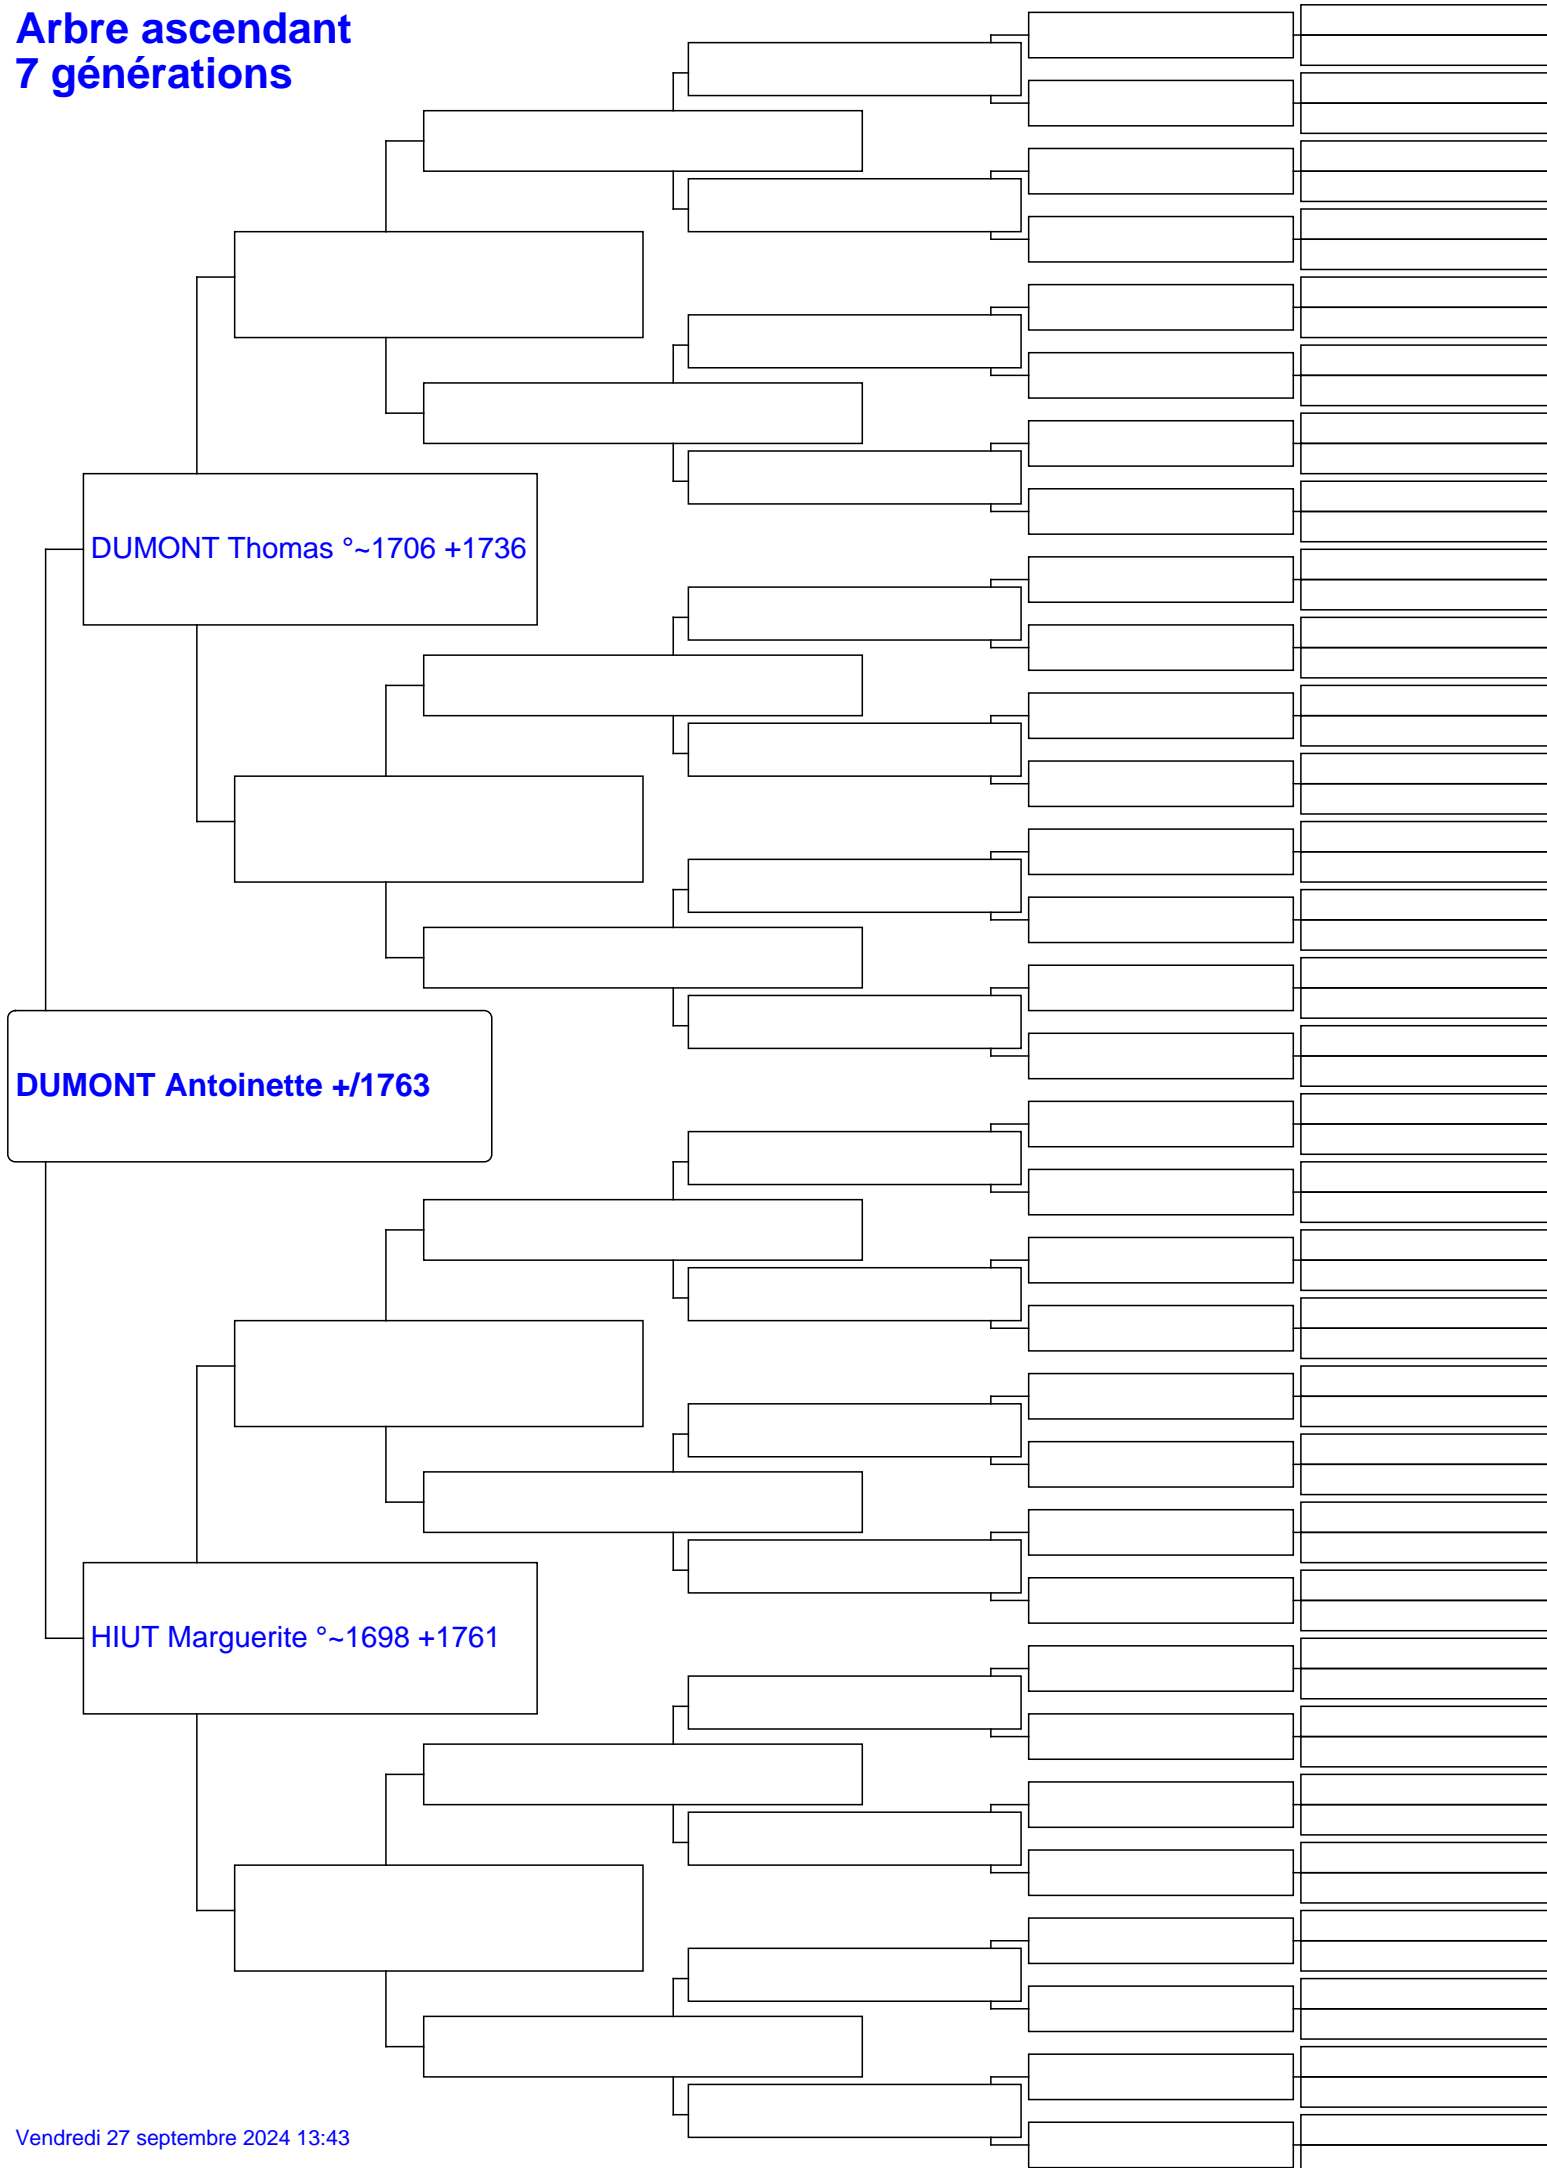 Arbre ascendant
7 générations
DUMONT Thomas °~1706 +1736
DUMONT Antoinette +/1763
HIUT Marguerite °~1698 +1761
Vendredi 27 septembre 2024 13:43